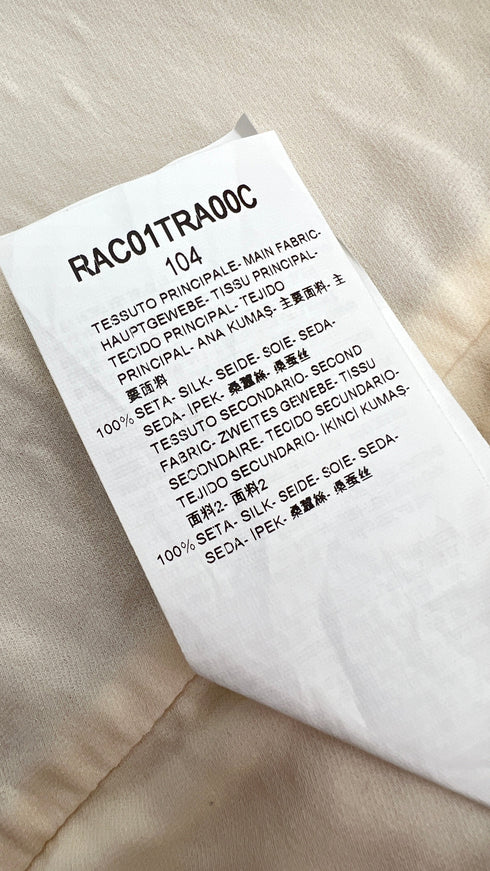 RAC01TRA00C
104
TESSUTO PRINCIPALE- MAIN FABRIC-
HAUPTGEWEBE- TISSU PRINCIPAL-
TECIDO PRINCIPAL- TEJIDO
PRINCIPAL- ANA KUMAŞ- 主要面料- 主
要面料
100% SETA- SILK- SEIDE- SOIE- SEDA-
SEDA- IPEK- 桑蠶絲- 桑蚕丝
TESSUTO SECONDARIO- SECOND
FABRIC- ZWEITES GEWEBE- TISSU
SECONDAIRE- TECIDO SECUNDARIO-
TEJIDO SECUNDARIO- İKINCİ KUMAŞ-
面料2- 面料2
100% SETA- SILK- SEIDE- SOIE- SEDA-
SEDA- IPEK- 桑蠶絲- 桑蚕丝